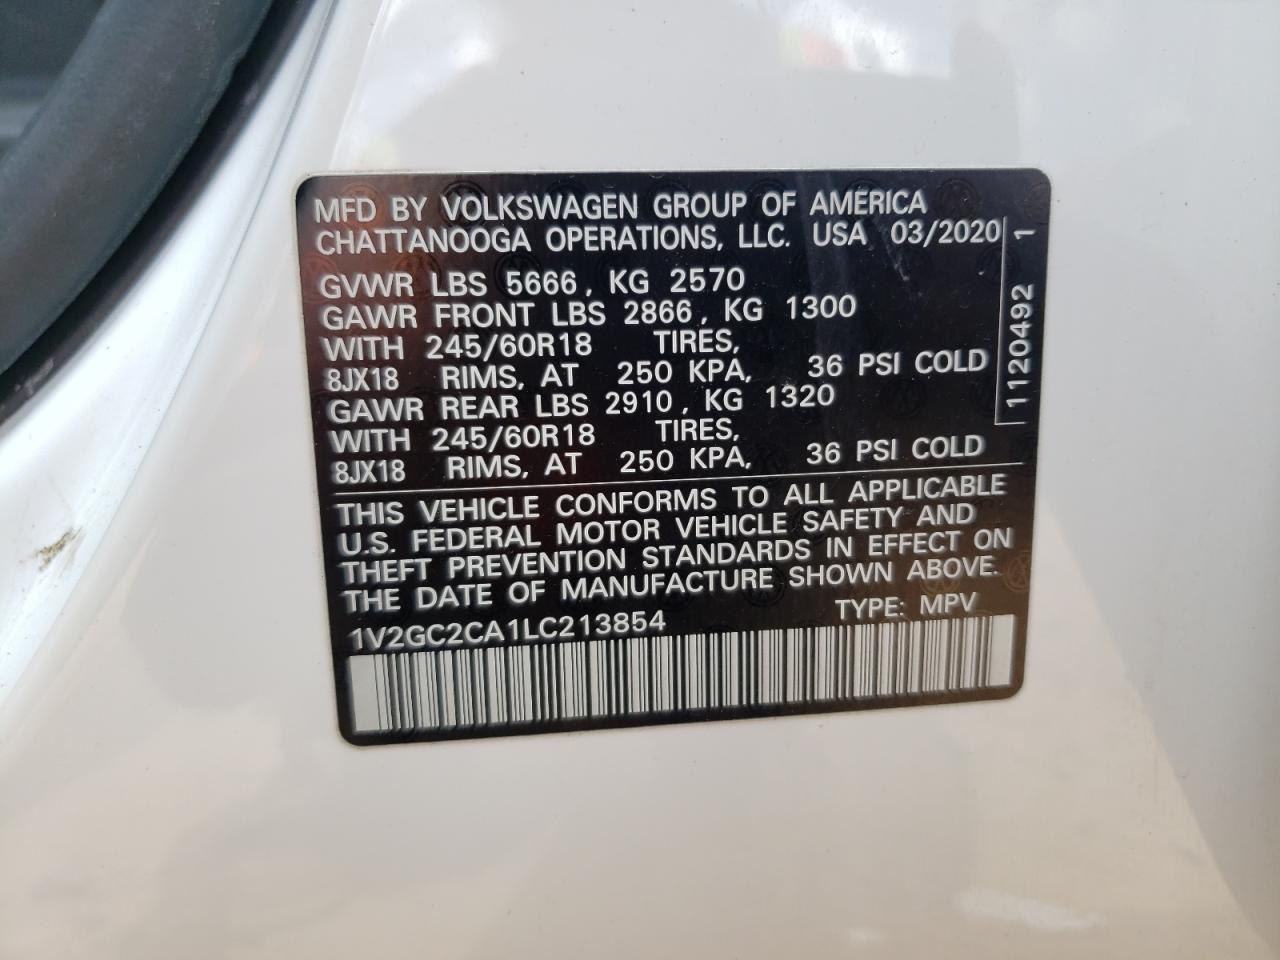 MFD BY VOLKSWAGEN GROUP OF AMERICA
CHATTANOOGA OPERATIONS, LLC. USA 03/2020
GVWR LBS 5666, KG 2570
GAWR FRONT LBS 2866, KG 1300
WITH 245/60R18 TIRES,
8JX18 RIMS, AT 250 KPA, 36 PSI COLD
GAWR REAR LBS 2910, KG 1320
WITH 245/60R18 TIRES,
8JX18 RIMS, AT 250 KPA, 36 PSI COLD
THIS VEHICLE CONFORMS TO ALL APPLICABLE
U.S. FEDERAL MOTOR VEHICLE SAFETY AND
THEFT PREVENTION STANDARDS IN EFFECT ON
THE DATE OF MANUFACTURE SHOWN ABOVE.
1V2GC2CA1LC213854 TYPE: MPV
1120492 1